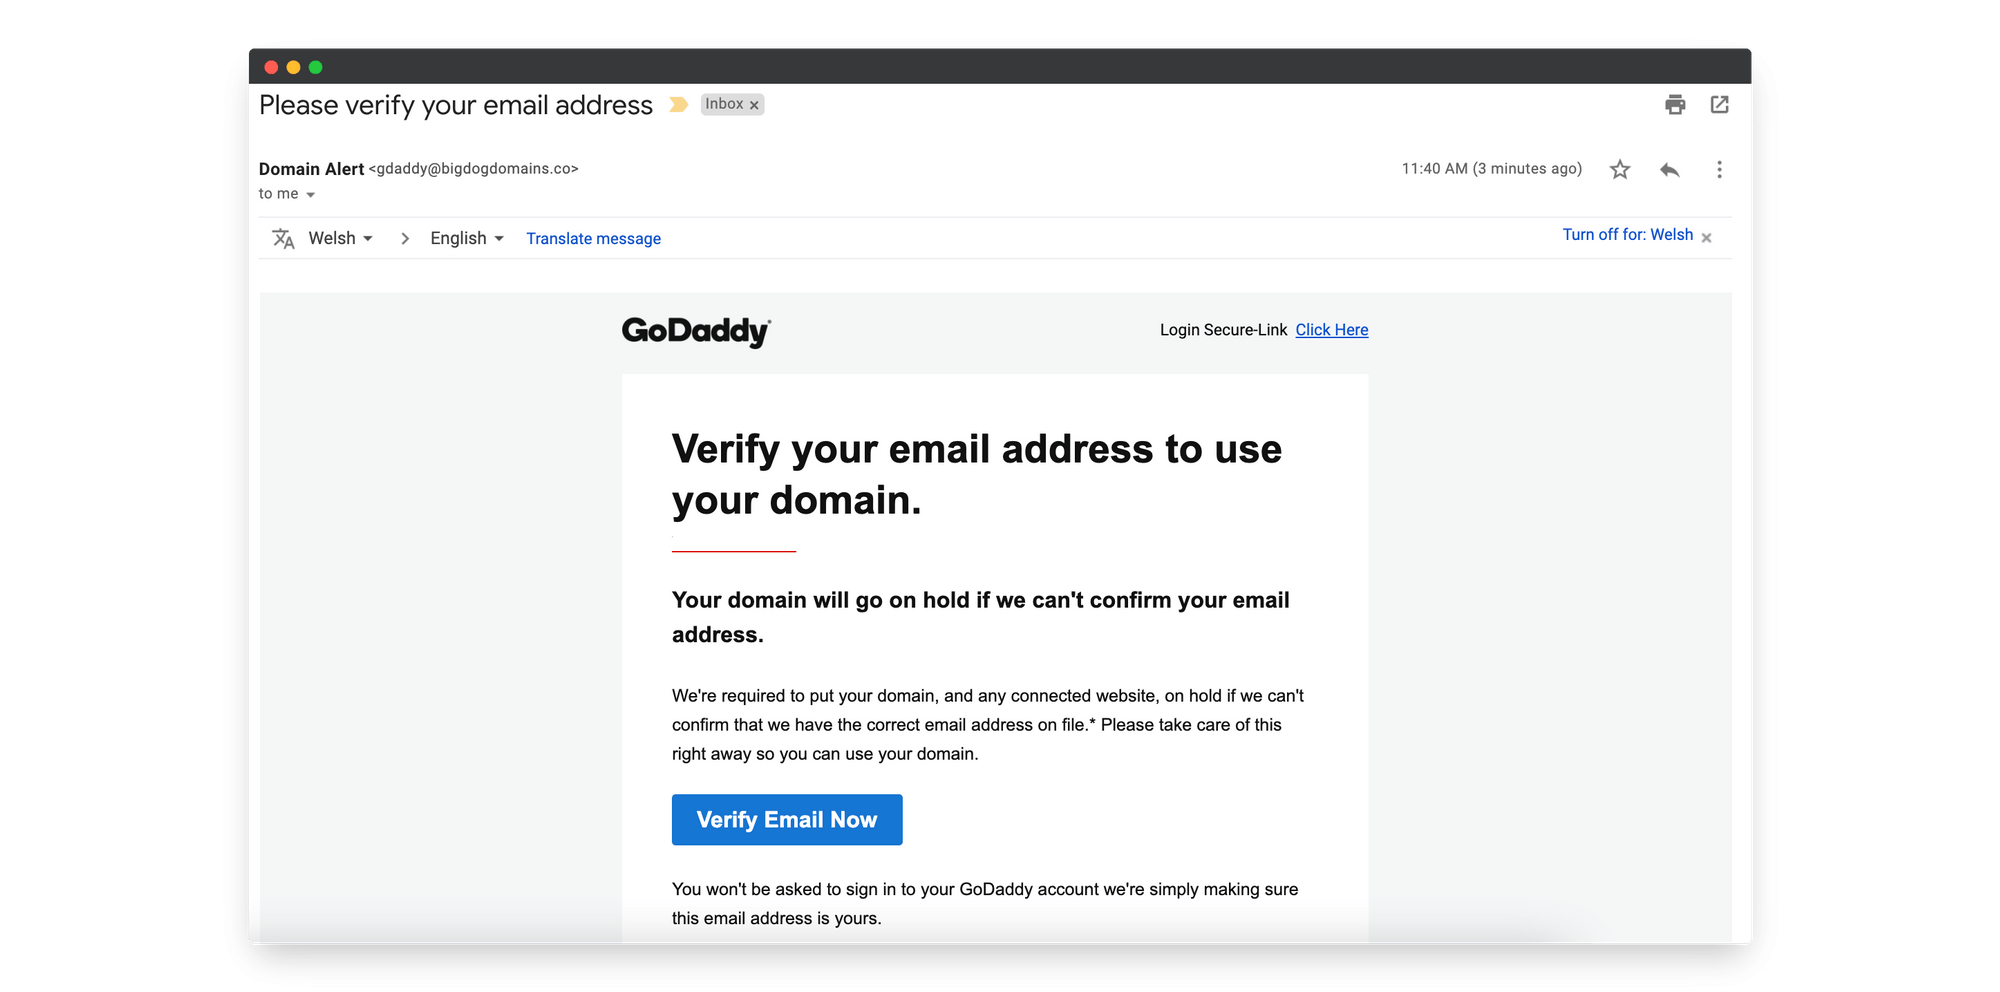 Please verify your email address Inbox ×
Domain Alert <gdaddy@bigdogdomains.co> 11:40 AM (3 minutes ago)
to me
Welsh > English Translate message Turn off for: Welsh ×
GoDaddy Login Secure-Link Click Here
Verify your email address to use
your domain.
Your domain will go on hold if we can't confirm your email
address.
We're required to put your domain, and any connected website, on hold if we can't
confirm that we have the correct email address on file.* Please take care of this
right away so you can use your domain.
Verify Email Now
You won't be asked to sign in to your GoDaddy account we're simply making sure
this email address is yours.